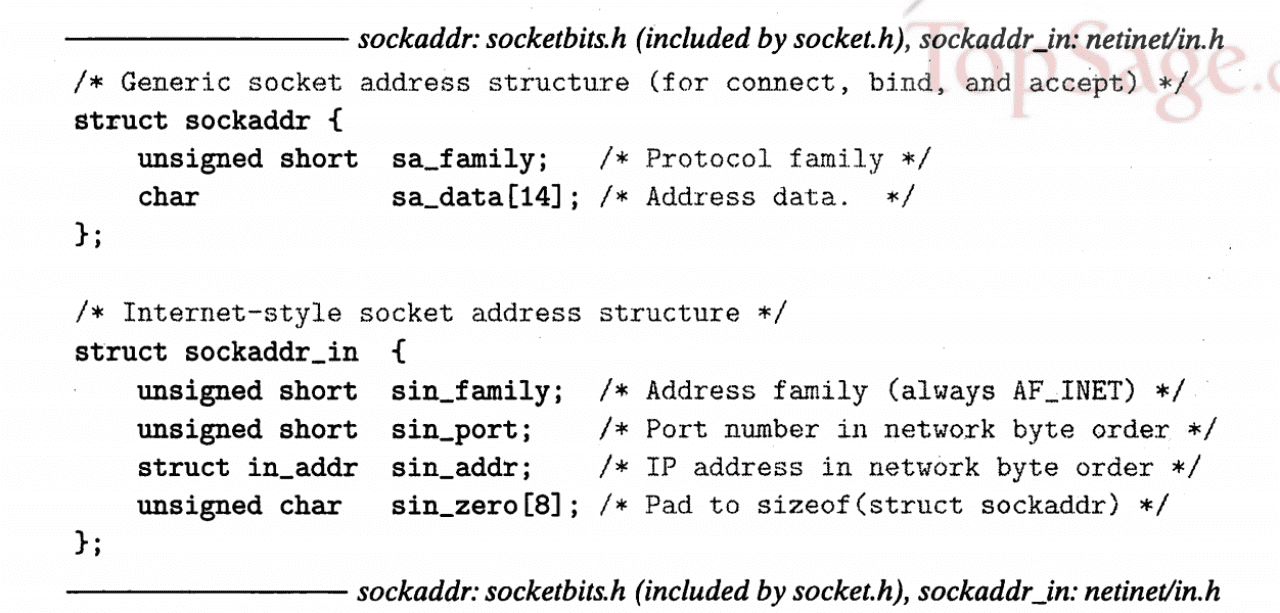 TopSage.c
sockaddr: socketbits.h (included by socket.h), sockaddr_in: netinet/in.h
/* Generic socket address structure (for connect, bind, and accept) */
struct sockaddr {
    unsigned short  sa_family;   /* Protocol family */
    char            sa_data[14]; /* Address data.  */
};
/* Internet-style socket address structure */
struct sockaddr_in  {
    unsigned short  sin_family;  /* Address family (always AF_INET) */
    unsigned short  sin_port;    /* Port number in network byte order */
    struct in_addr  sin_addr;    /* IP address in network byte order */
    unsigned char   sin_zero[8]; /* Pad to sizeof(struct sockaddr) */
};
sockaddr: socketbits.h (included by socket.h), sockaddr_in: netinet/in.h